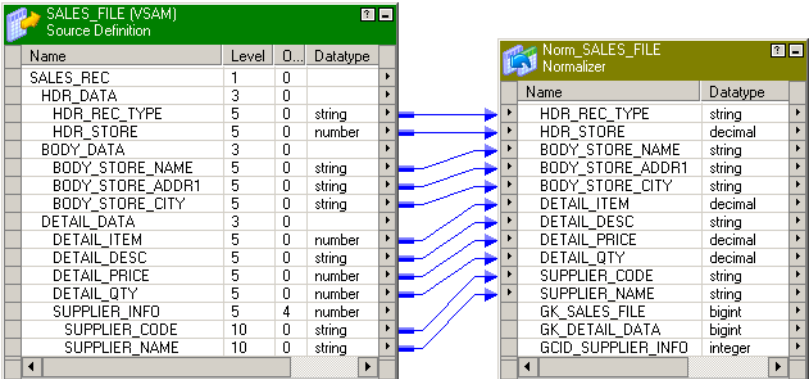 SALES_FILE (VSAM)
Source Definition
Name Level O... Datatype
SALES_REC 1 0
HDR_DATA 3 0
HDR_REC_TYPE 5 0 string
HDR_STORE 5 0 number
BODY_DATA 3 0
BODY_STORE_NAME 5 0 string
BODY_STORE_ADDR1 5 0 string
BODY_STORE_CITY 5 0 string
DETAIL_DATA 3 0
DETAIL_ITEM 5 0 number
DETAIL_DESC 5 0 string
DETAIL_PRICE 5 0 number
DETAIL_QTY 5 0 number
SUPPLIER_INFO 5 4 number
SUPPLIER_CODE 10 0 string
SUPPLIER_NAME 10 0 string
Norm_SALES_FILE
Normalizer
Name Datatype
HDR_REC_TYPE string
HDR_STORE decimal
BODY_STORE_NAME string
BODY_STORE_ADDR1 string
BODY_STORE_CITY string
DETAIL_ITEM decimal
DETAIL_DESC string
DETAIL_PRICE decimal
DETAIL_QTY decimal
SUPPLIER_CODE string
SUPPLIER_NAME string
GK_SALES_FILE bigint
GK_DETAIL_DATA bigint
GCID_SUPPLIER_INFO integer